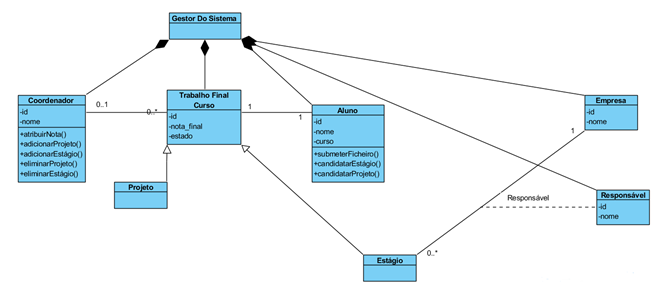 Gestor Do Sistema
Coordenador
-id
-nome
+atribuirNota()
+adicionarProjeto()
+adicionarEstágio()
+eliminarProjeto()
+eliminarEstágio()
0..1
0..*
Trabalho Final
Curso
-id
-nota_final
-estado
1
1
Aluno
-id
-nome
-curso
+submeterFicheiro()
+candidatarEstágio()
+candidatarProjeto()
Empresa
-id
-nome
1
Projeto
Responsável
Responsável
-id
-nome
0..*
Estágio